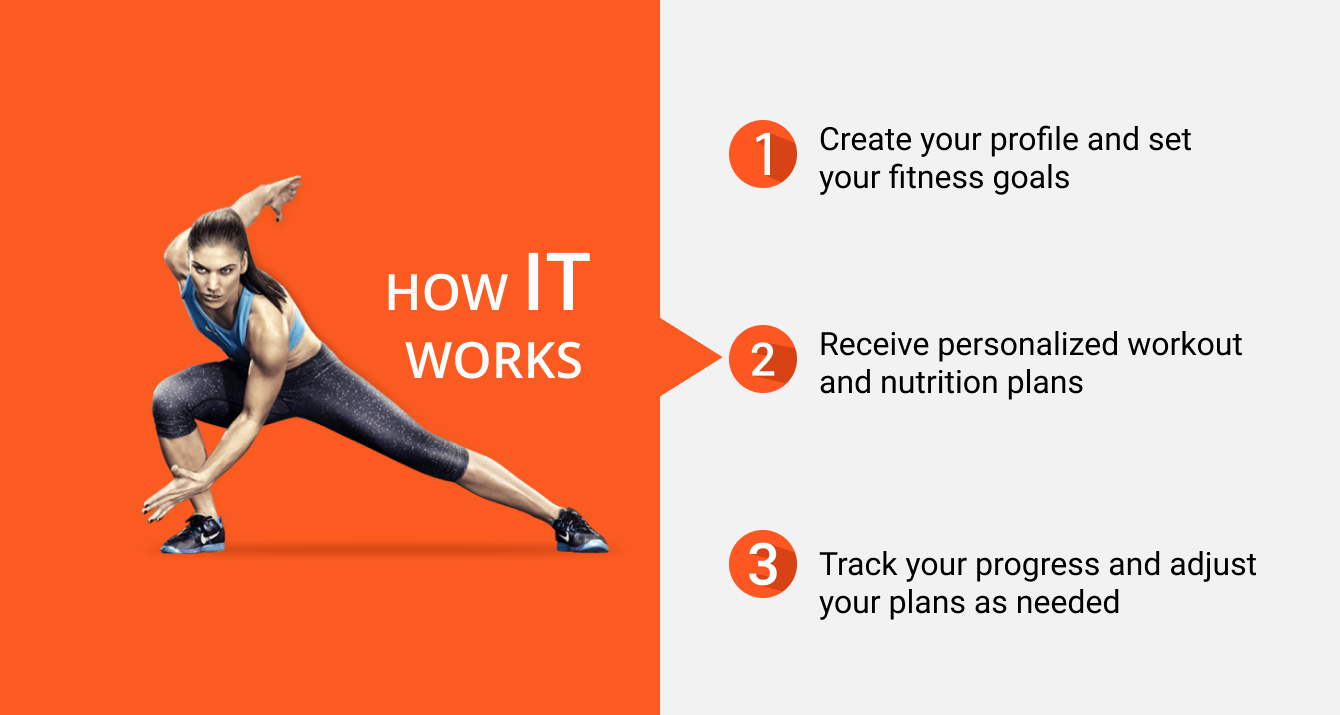 HOW IT
WORKS
1
Create your profile and set
your fitness goals
2
Receive personalized workout
and nutrition plans
3
Track your progress and adjust
your plans as needed